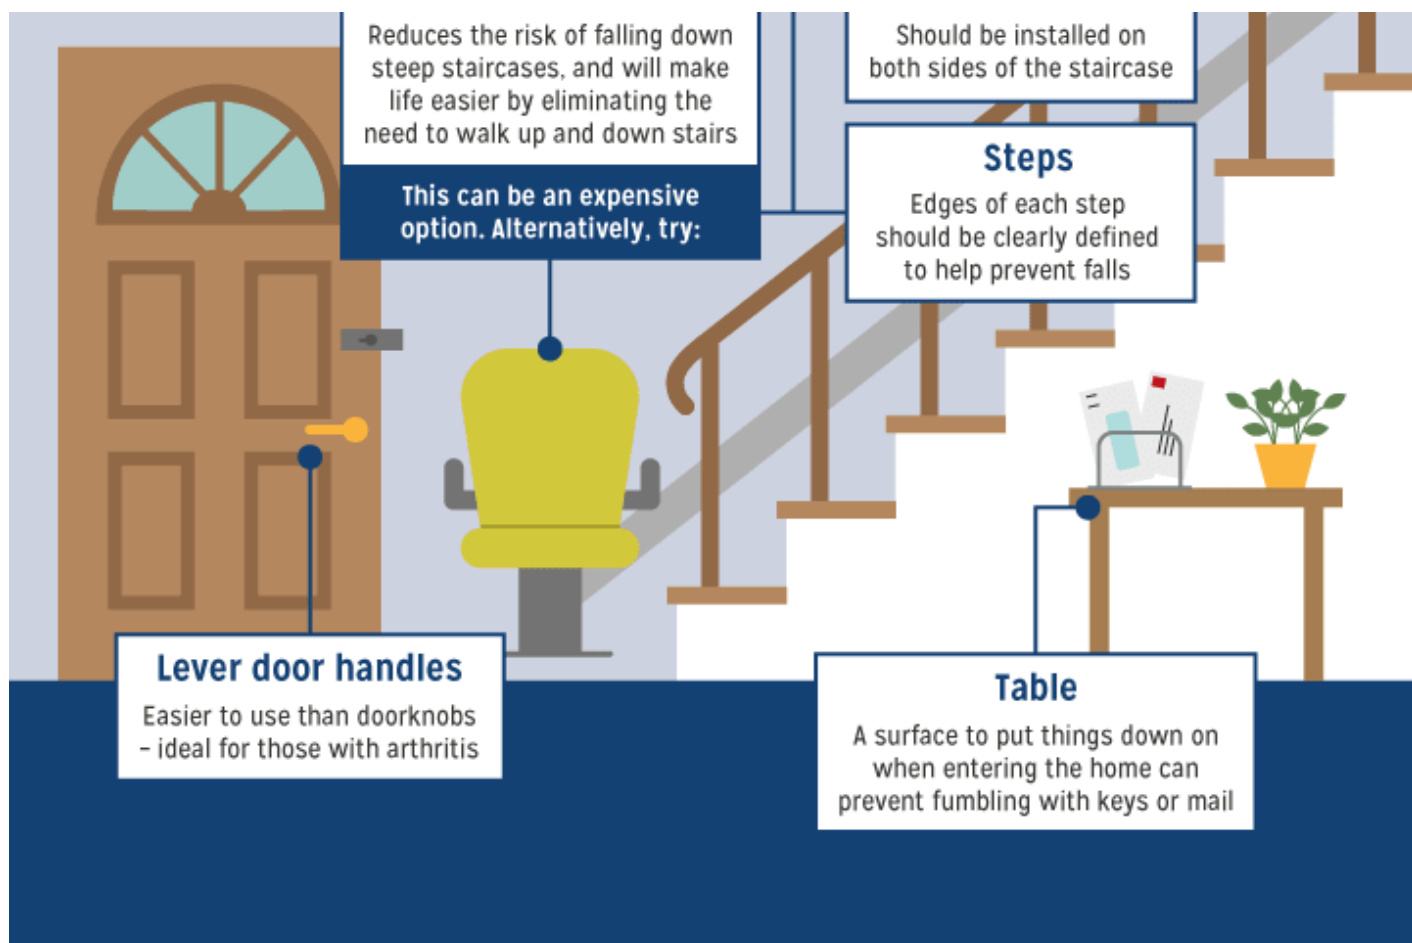 Reduces the risk of falling down
steep staircases, and will make
life easier by eliminating the
need to walk up and down stairs
This can be an expensive
option. Alternatively, try:
Should be installed on
both sides of the staircase
Steps
Edges of each step
should be clearly defined
to help prevent falls
Lever door handles
Easier to use than doorknobs
– ideal for those with arthritis
Table
A surface to put things down on
when entering the home can
prevent fumbling with keys or mail